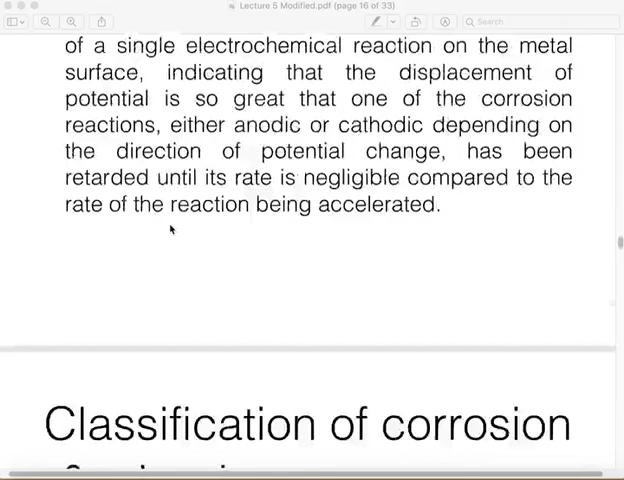 Lecture 5 Modified.pdf (page 16 of 33)
Search
of a single electrochemical reaction on the metal
surface, indicating that the displacement of
potential is so great that one of the corrosion
reactions, either anodic or cathodic depending on
the direction of potential change, has been
retarded until its rate is negligible compared to the
rate of the reaction being accelerated.
Classification of corrosion